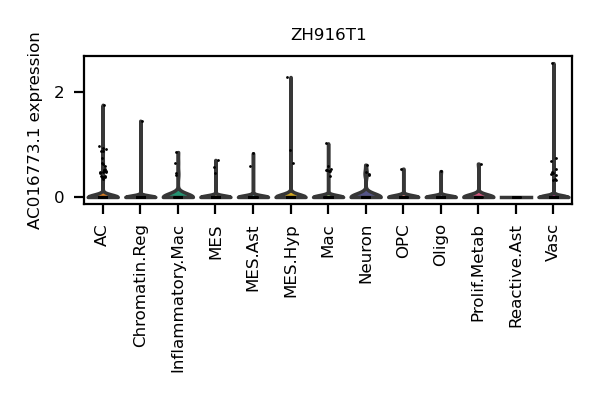 ZH916T1
AC016773.1 expression
2
0
AC
Chromatin.Reg
Inflammatory.Mac
MES
MES.Ast
MES.Hyp
Mac
Neuron
OPC
Oligo
Prolif.Metab
Reactive.Ast
Vasc